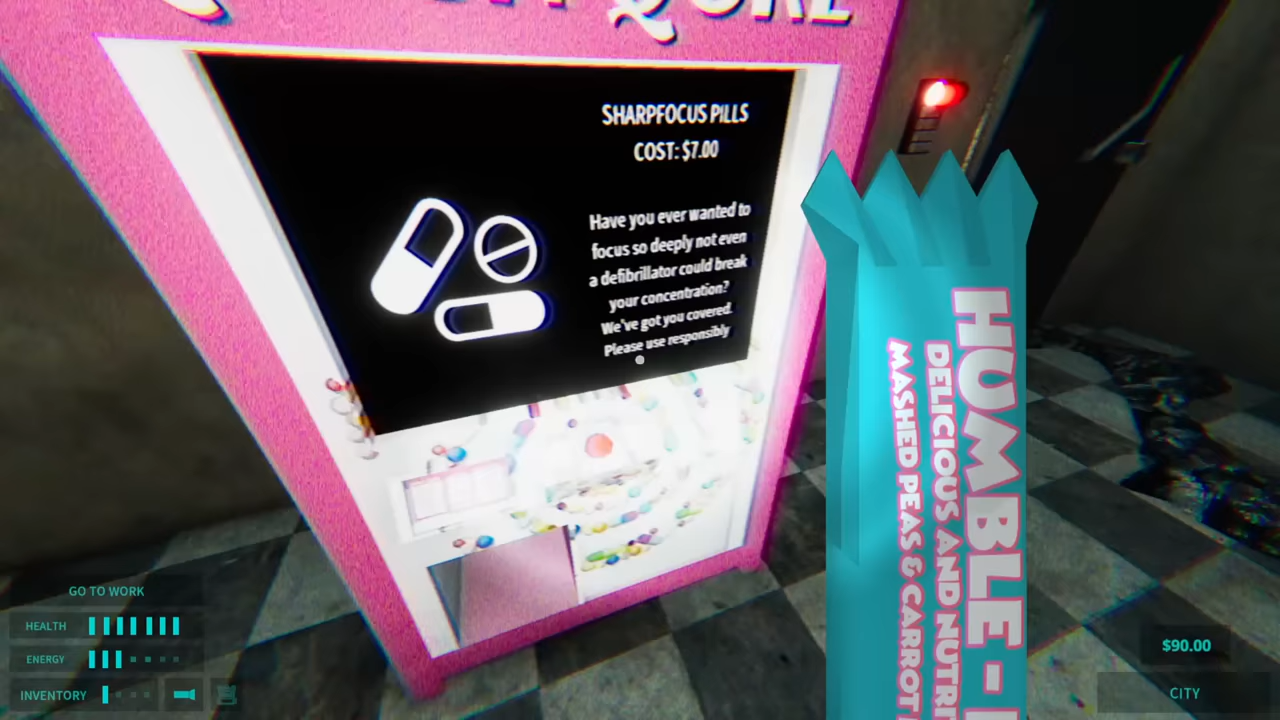 SHARPFOCUS PILLS
COST: $7.00
Have you ever wanted to
focus so deeply not even
a defibrillator could break
your concentration?
We've got you covered.
Please use responsibly
HUMBLE-
DELICIOUS AND
MASHED PEAS & CARROT
GO TO WORK
HEALTH
ENERGY
INVENTORY
$90.00
CITY